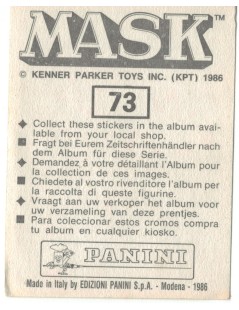 MASK™
© KENNER PARKER TOYS INC. (KPT) 1986
73
◆ Collect these stickers in the album avai-
lable from your local shop.
■ Fragt bei Eurem Zeitschriftenhändler nach
dem Album für diese Serie.
◆ Demandez à votre détaillant l'Album pour
la collection de ces images.
■ Chiedete al vostro rivenditore l'album per
la raccolta di queste figurine.
◆ Vraagt aan uw verkoper het album voor
uw verzameling van deze prentjes.
■ Para coleccionar estos cromos compra
tu album en cualquier kiosko.
PANINI
Made in Italy by EDIZIONI PANINI S.p.A. - Modena - 1986